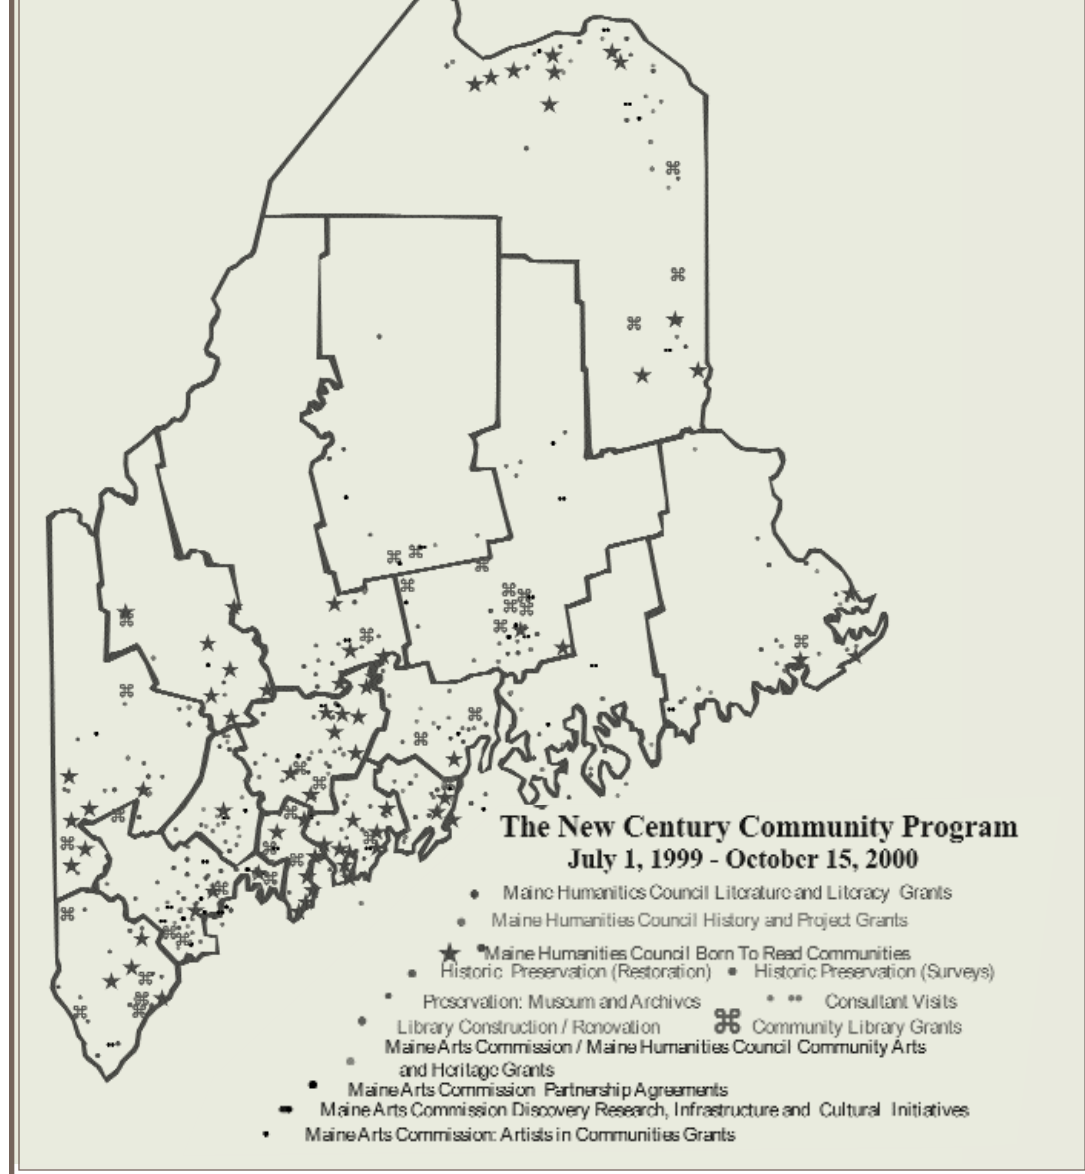 The New Century Community Program
July 1, 1999 - October 15, 2000
Maine Humanities Council Literature and Literacy Grants
Maine Humanities Council History and Project Grants
Maine Humanities Council Born To Read Communities
Historic Preservation (Restoration) Historic Preservation (Surveys)
Preservation: Museum and Archives Consultant Visits
Library Construction / Renovation Community Library Grants
Maine Arts Commission / Maine Humanities Council Community Arts
and Heritage Grants
Maine Arts Commission Partnership Agreements
Maine Arts Commission Discovery Research, Infrastructure and Cultural Initiatives
Maine Arts Commission: Artists in Communities Grants